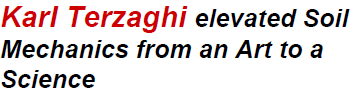 Karl Terzaghi elevated Soil
Mechanics from an Art to a
Science